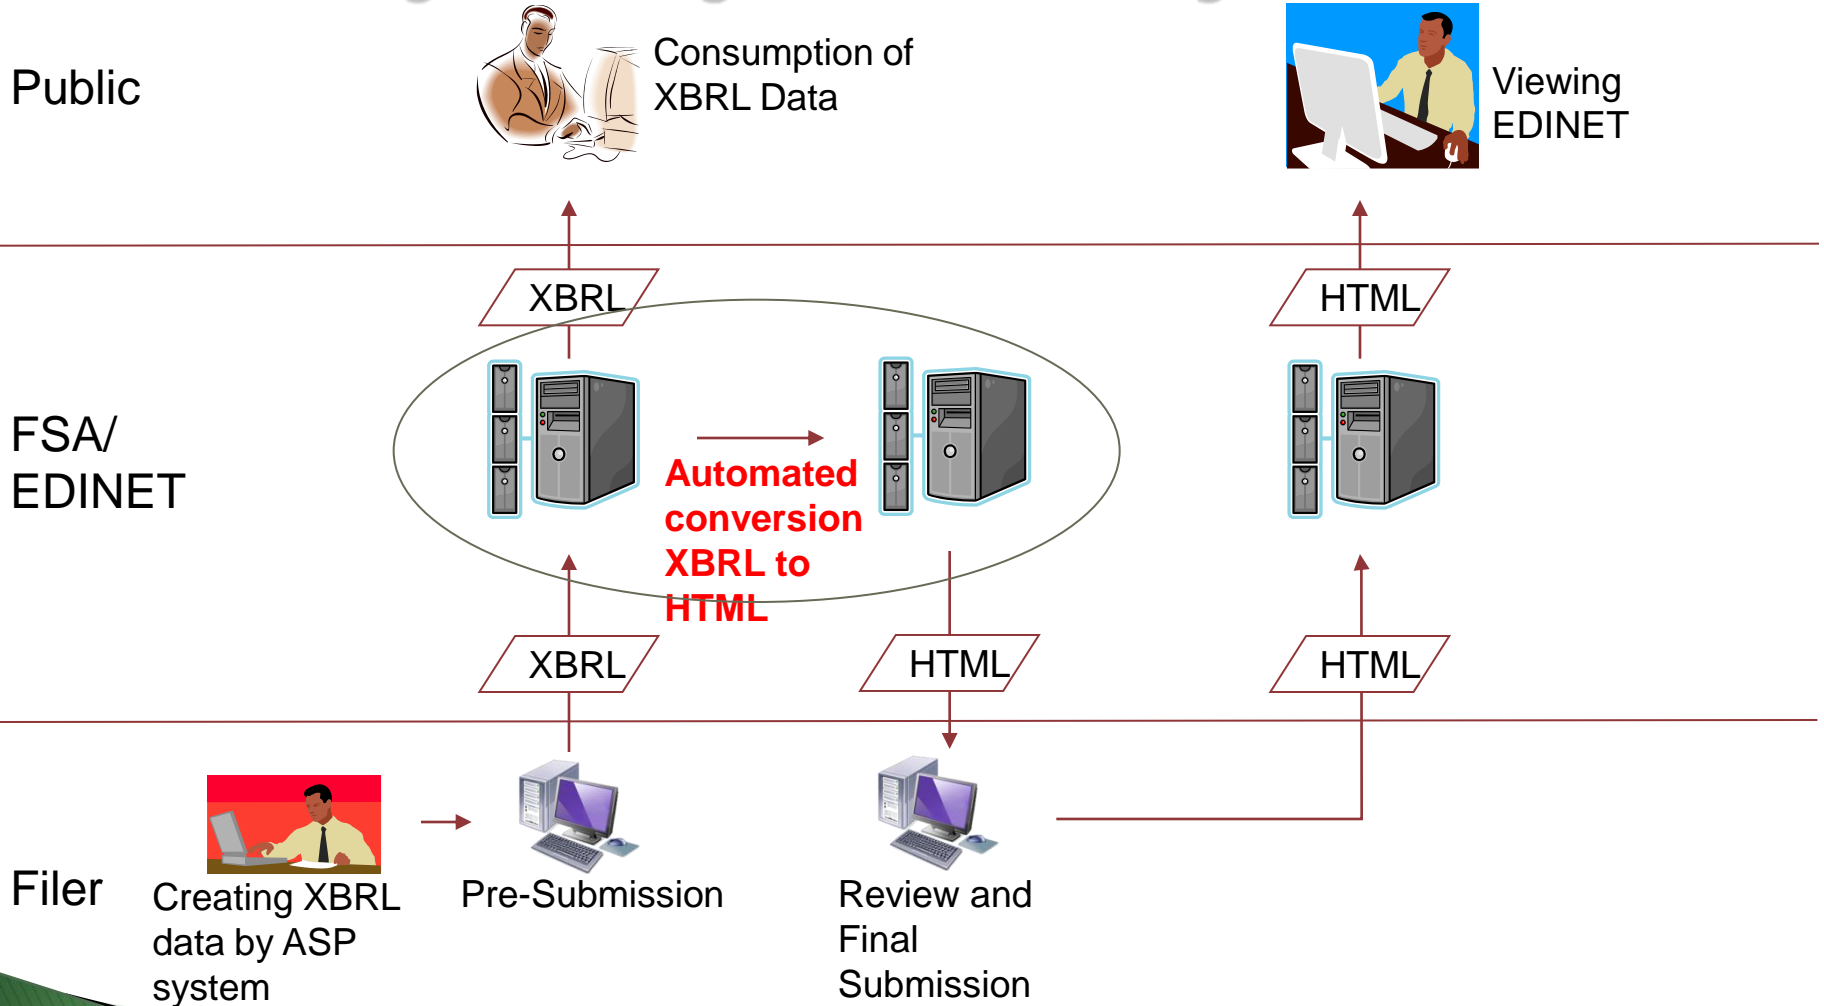 Public
Consumption of
XBRL Data
Viewing
EDINET
XBRL
HTML
FSA/
EDINET
Automated
conversion
XBRL to
HTML
XBRL
HTML
HTML
Filer
Creating XBRL
data by ASP
system
Pre-Submission
Review and
Final
Submission